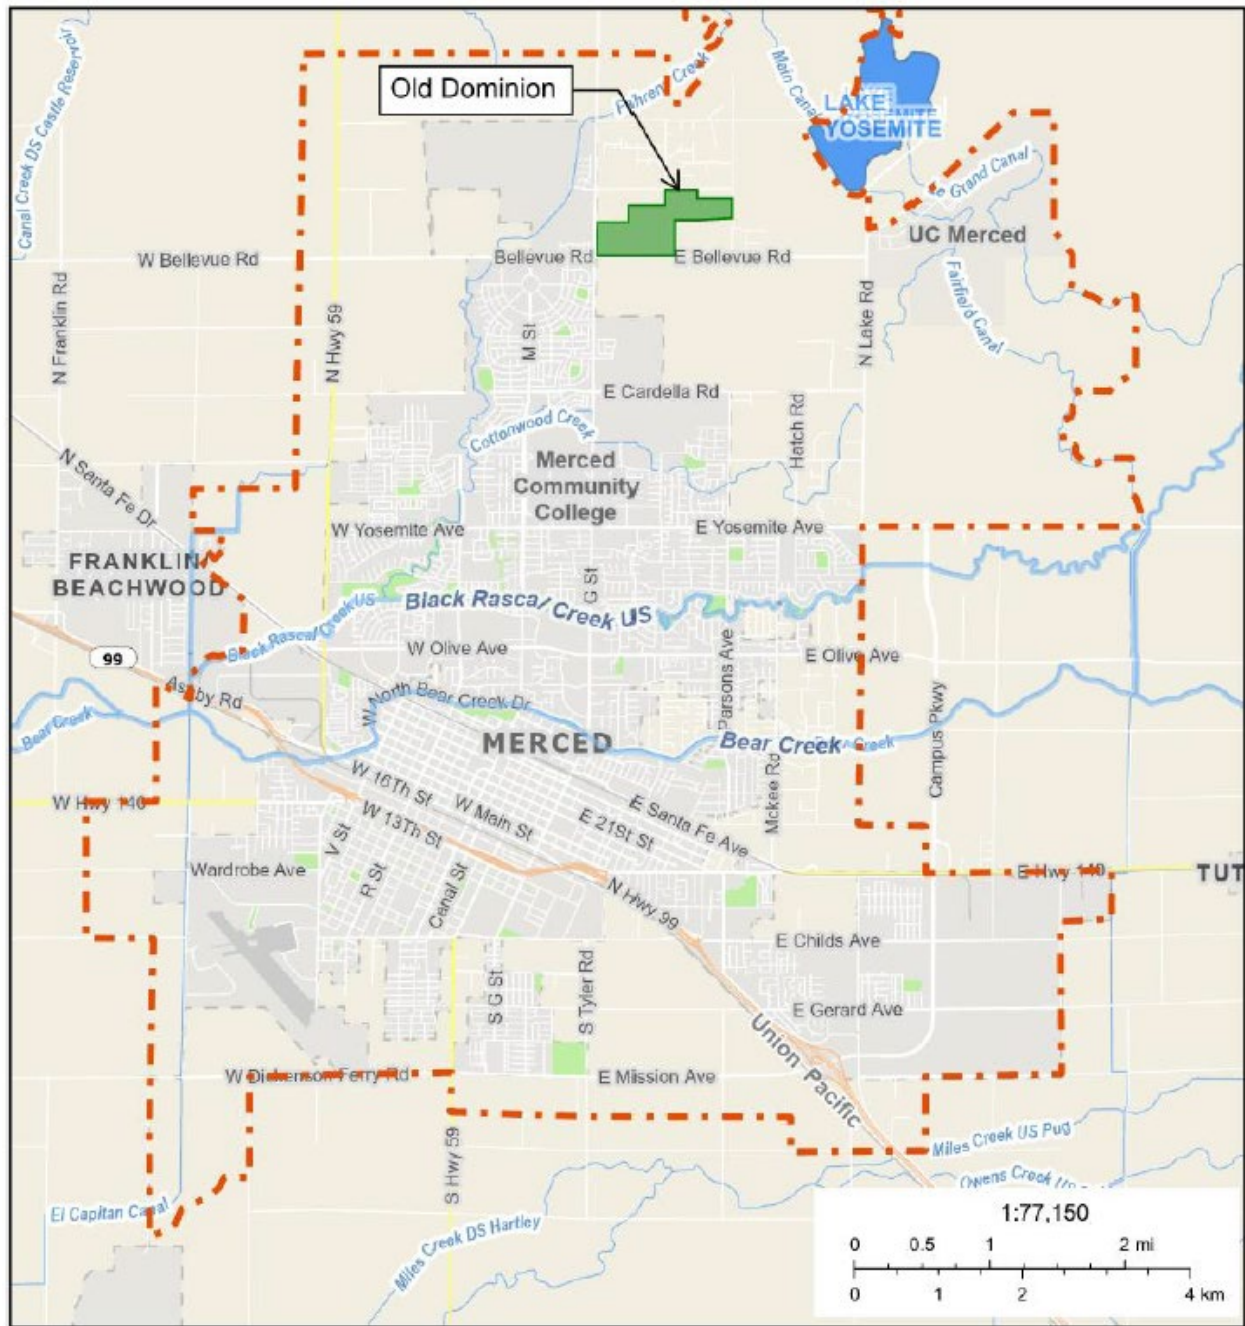 Canal Creek DS Castle Reservoir
Old Dominion
Fahrens Creek
Main Canal
LAKE
YOSEMITE
Le Grand Canal
UC Merced
W Bellevue Rd
Bellevue Rd
E Bellevue Rd
Fairfield Canal
N Franklin Rd
N Hwy 59
M St
N Lake Rd
E Cardella Rd
Hatch Rd
Cottonwood Creek
N Santa Fe Dr
Merced
Community
College
W Yosemite Ave
E Yosemite Ave
FRANKLIN/
BEACHWOOD
G St
Black Rascal Creek US
Black Rascal Creek US
99
W Olive Ave
Parsons Ave
E Olive Ave
Ashby Rd
W North Bear Creek Dr
Bear Creek
MERCED
Bear Creek
Creek
Campus Pkwy
W Hwy 140
W 16Th St
W Main St
E 21St St
E Santa Fe Ave
Mckee Rd
W 13Th St
V St
R St
Canal St
Wardrobe Ave
N Hwy 99
E Hwy 140
TUT
E Childs Ave
S G St
S Tyler Rd
E Gerard Ave
Union Pacific
W Dickenson Ferry Rd
E Mission Ave
Miles Creek US Pug
S Hwy 59
Owens Creek US
El Capitan Canal
Miles Creek DS Hartley
1:77,150
0 0.5 1 2 mi
0 1 2 4 km